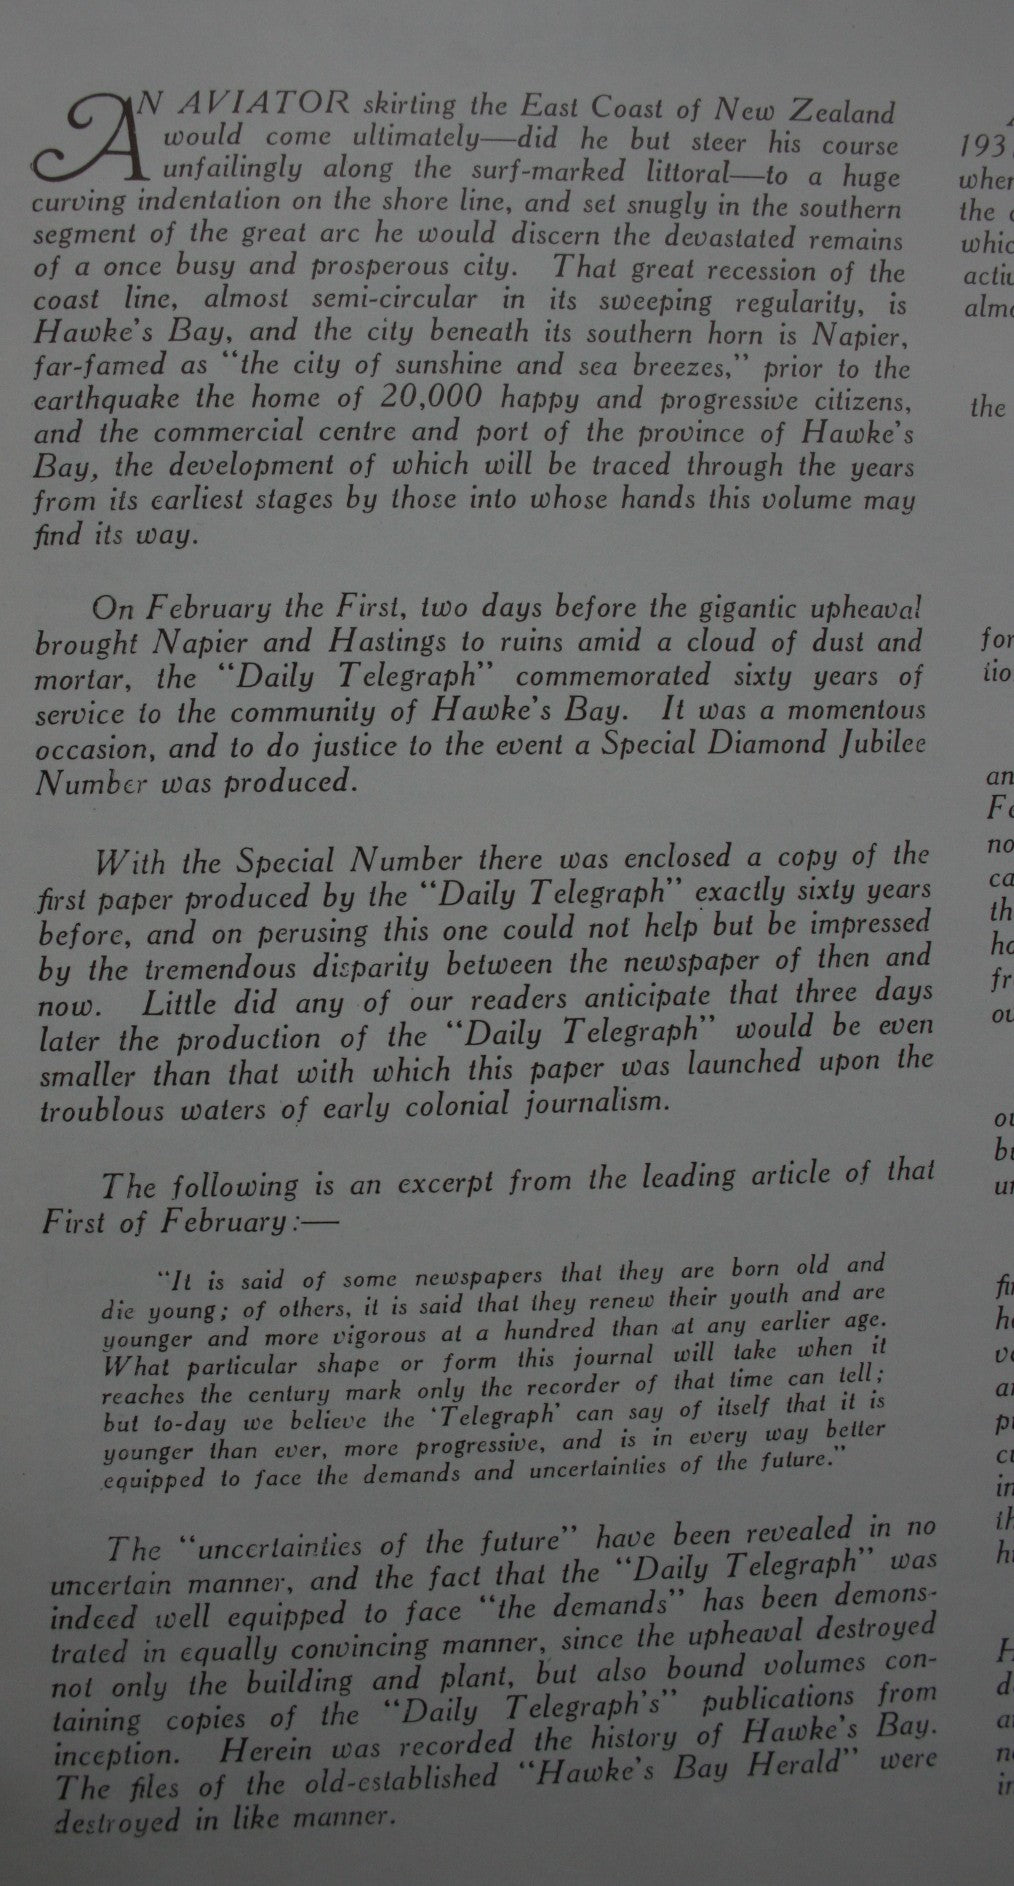 AN AVIATOR skirting the East Coast of New Zealand
would come ultimately—did he but steer his course
unfailingly along the surf-marked littoral—to a huge
curving indentation on the shore line, and set snugly in the southern
segment of the great arc he would discern the devastated remains
of a once busy and prosperous city. That great recession of the
coast line, almost semi-circular in its sweeping regularity, is
Hawke's Bay, and the city beneath its southern horn is Napier,
far-famed as "the city of sunshine and sea breezes," prior to the
earthquake the home of 20,000 happy and progressive citizens,
and the commercial centre and port of the province of Hawke's
Bay, the development of which will be traced through the years
from its earliest stages by those into whose hands this volume may
find its way.
On February the First, two days before the gigantic upheaval
brought Napier and Hastings to ruins amid a cloud of dust and
mortar, the "Daily Telegraph" commemorated sixty years of
service to the community of Hawke's Bay. It was a momentous
occasion, and to do justice to the event a Special Diamond Jubilee
Number was produced.
With the Special Number there was enclosed a copy of the
first paper produced by the "Daily Telegraph" exactly sixty years
before, and on perusing this one could not help but be impressed
by the tremendous disparity between the newspaper of then and
now. Little did any of our readers anticipate that three days
later the production of the "Daily Telegraph" would be even
smaller than that with which this paper was launched upon the
troublous waters of early colonial journalism.
The following is an excerpt from the leading article of that
First of February:—
"It is said of some newspapers that they are born old and
die young; of others, it is said that they renew their youth and are
younger and more vigorous at a hundred than at any earlier age.
What particular shape or form this journal will take when it
reaches the century mark only the recorder of that time can tell;
but to-day we believe the 'Telegraph' can say of itself that it is
younger than ever, more progressive, and is in every way better
equipped to face the demands and uncertainties of the future."
The "uncertainties of the future" have been revealed in no
uncertain manner, and the fact that the "Daily Telegraph" was
indeed well equipped to face "the demands" has been demons-
trated in equally convincing manner, since the upheaval destroyed
not only the building and plant, but also bound volumes con-
taining copies of the "Daily Telegraph's" publications from
inception. Herein was recorded the history of Hawke's Bay.
The files of the old-established "Hawke's Bay Herald" were
destroyed in like manner.
193
the
the